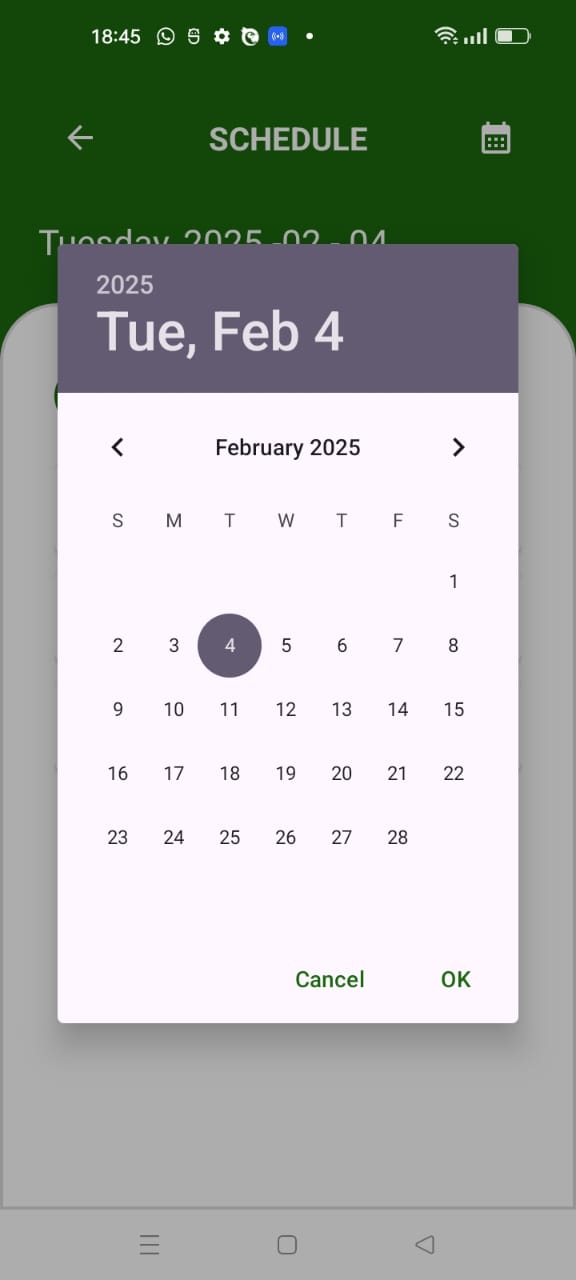 18:45
SCHEDULE
Tuesday, 2025 -02 - 04
2025
Tue, Feb 4
February 2025
S M T W T F S
1
2 3 4 5 6 7 8
9 10 11 12 13 14 15
16 17 18 19 20 21 22
23 24 25 26 27 28
Cancel OK